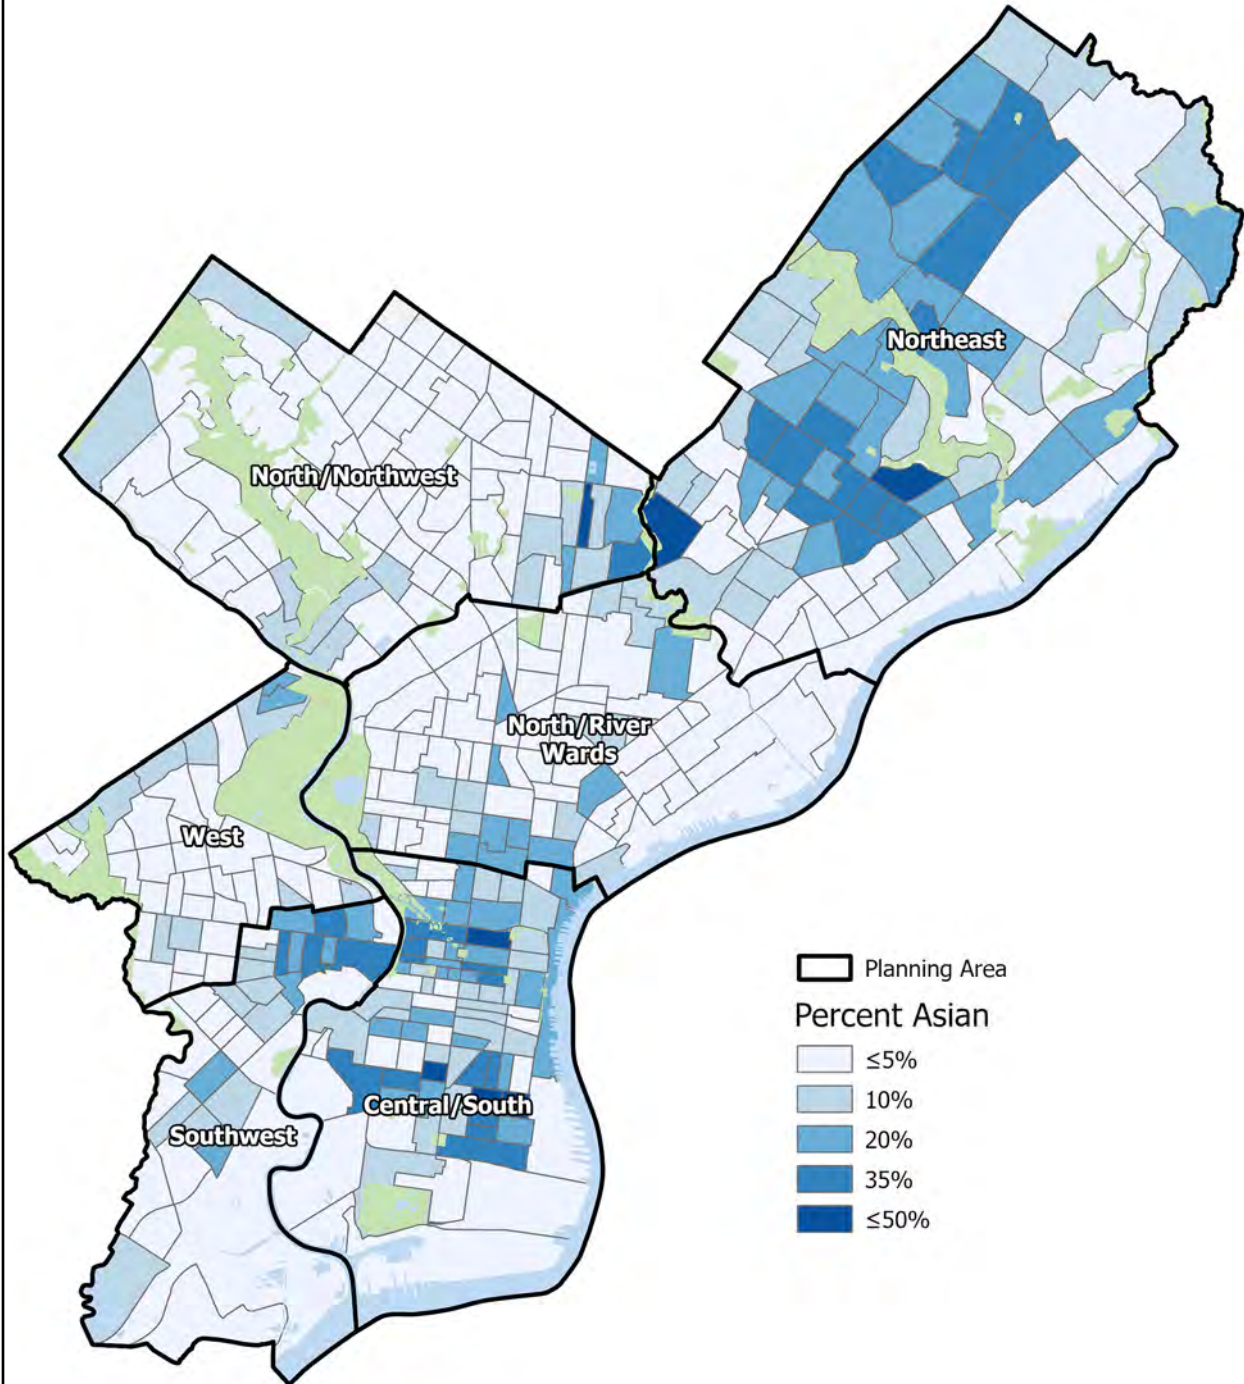 Northeast
North/Northwest
North/River
Wards
West
Central/South
Southwest
Planning Area
Percent Asian
≤5%
10%
20%
35%
≤50%